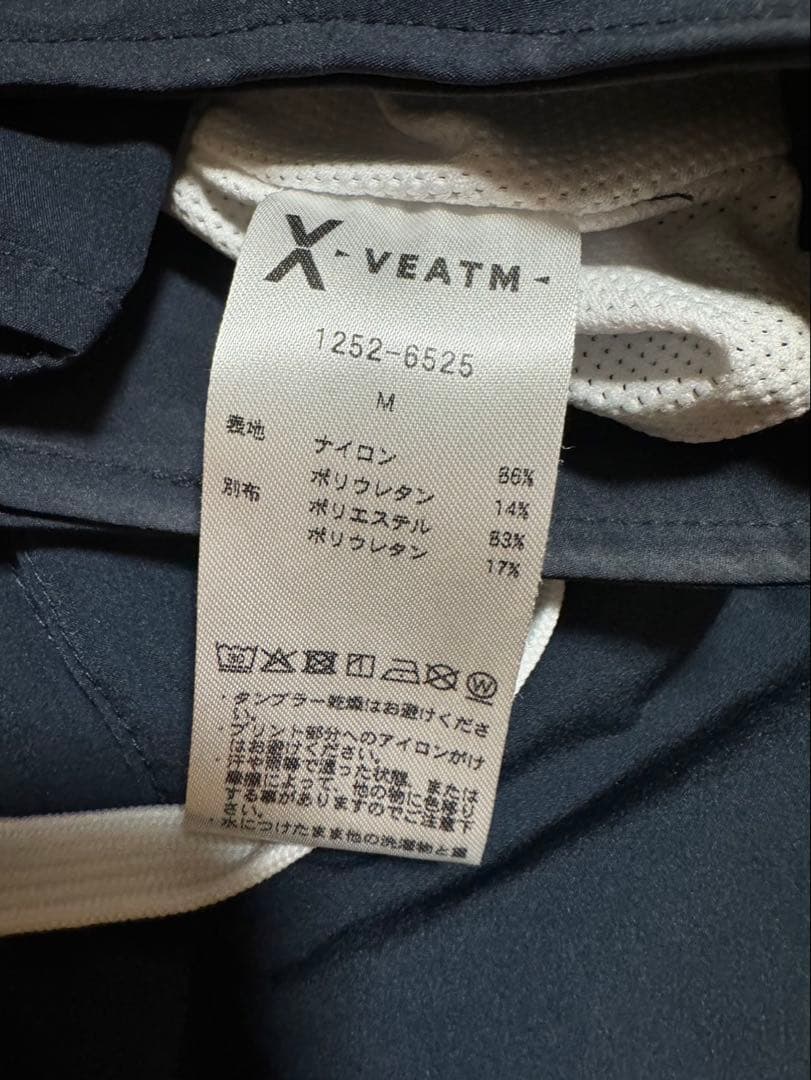 X-VEATM-
1252-6525
M
表地 ナイロン 86%
ポリウレタン 14%
別布 ポリエステル 83%
ポリウレタン 17%
30
W
・タンブラー乾燥はお避けくださ
い。
・プリント部分へのアイロンがけ
はお避けください。
・汗や雨等で湿った状態、または
摩擦によって、他の物に色移り
する事がありますのでご注意下
さい。
・水につけたまま他の洗濯物と